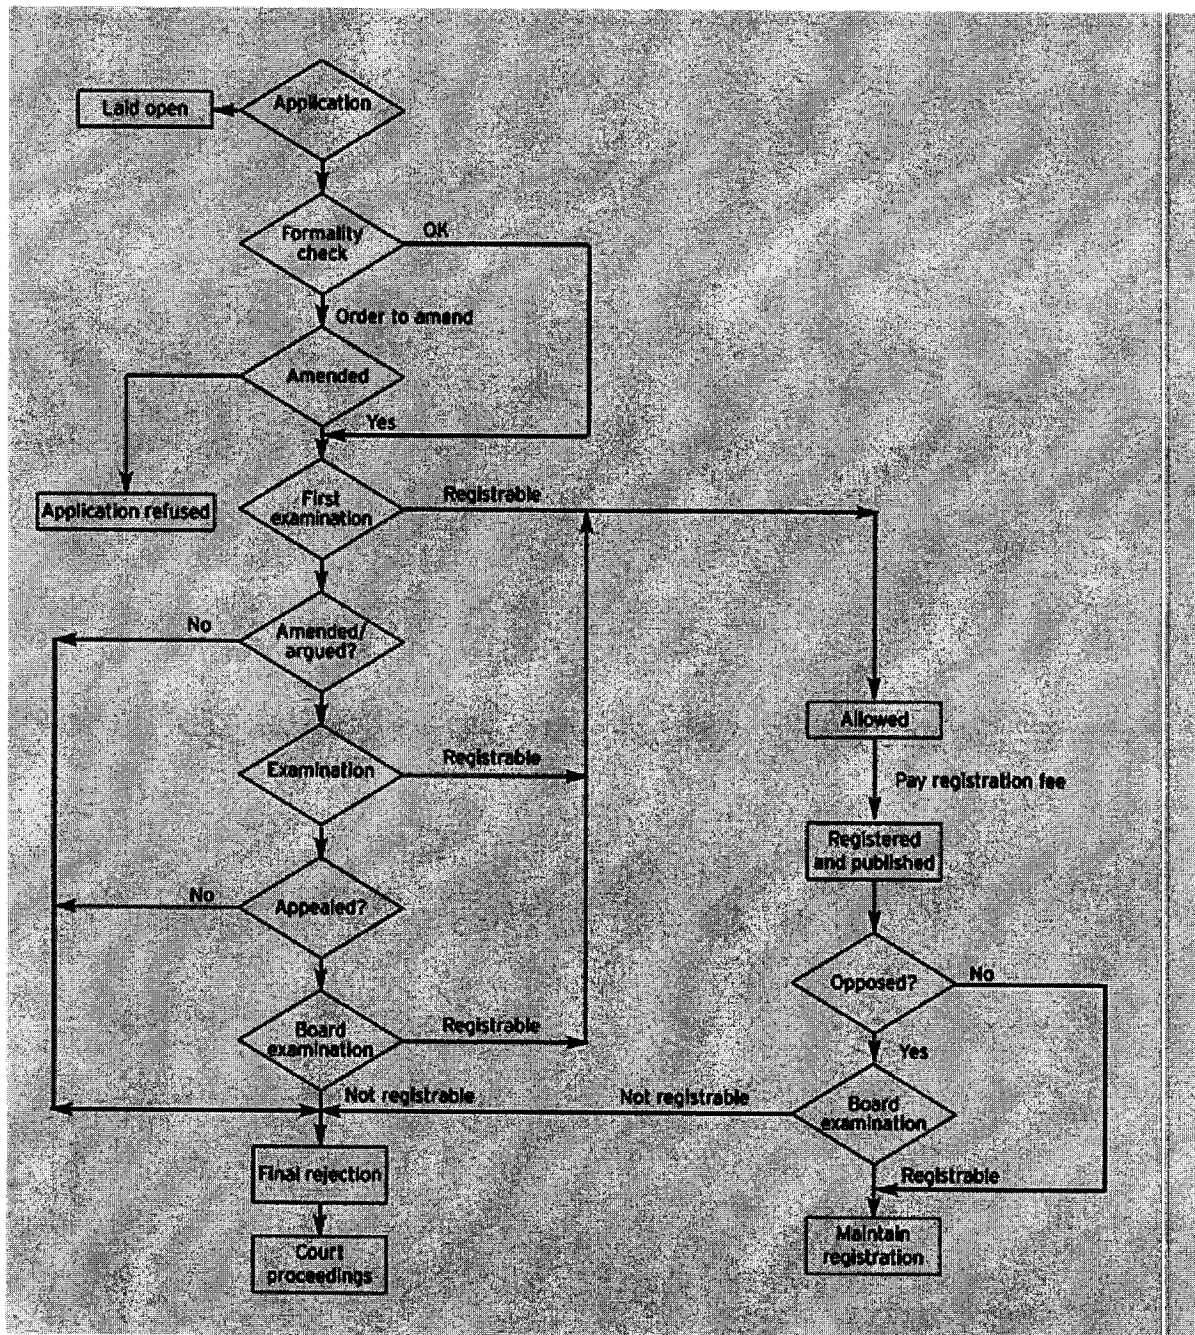 Application
Laid open
Formality
check
OK
Order to amend
Amended
Yes
First
examination
Registrable
Application refused
No
Amended/
argued?
Allowed
Examination
Registrable
Pay registration fee
Registered
and published
No
Appealed?
Opposed?
No
Board
examination
Registrable
Yes
Not registrable
Not registrable
Board
examination
Final rejection
Registrable
Maintain
registration
Court
proceedings